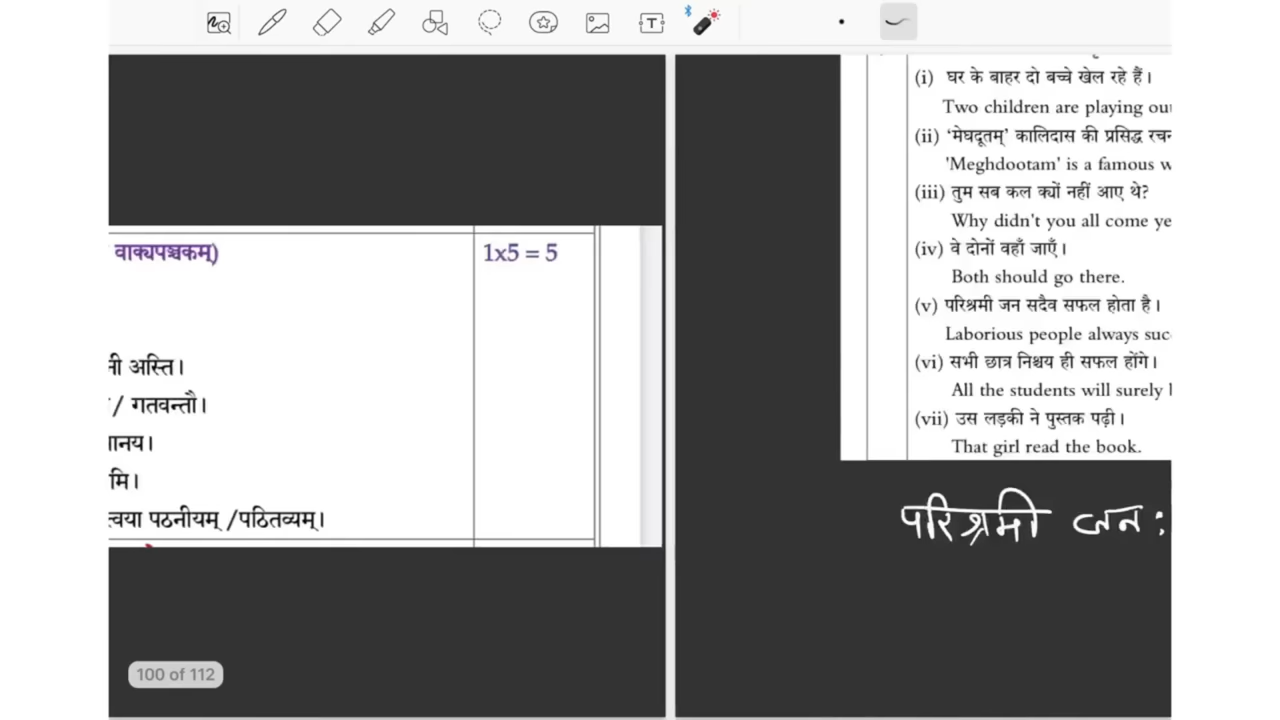 वाक्यपञ्चकम्)
1x5 = 5
नी अस्ति।
/ गतवन्तौ।
मानय।
मि।
त्वया पठनीयम् /पठितव्यम्।
100 of 112
(i) घर के बाहर दो बच्चे खेल रहे हैं।
Two children are playing ou
(ii) ‘मेघदूतम्’ कालिदास की प्रसिद्ध रचन
'Meghdootam' is a famous w
(iii) तुम सब कल क्यों नहीं आए थे?
Why didn't you all come ye
(iv) वे दोनों वहाँ जाएँ।
Both should go there.
(v) परिश्रमी जन सदैव सफल होता है।
Laborious people always suc
(vi) सभी छात्र निश्चय ही सफल होंगे।
All the students will surely
(vii) उस लड़की ने पुस्तक पढ़ी।
That girl read the book.
परिश्रमी जन: